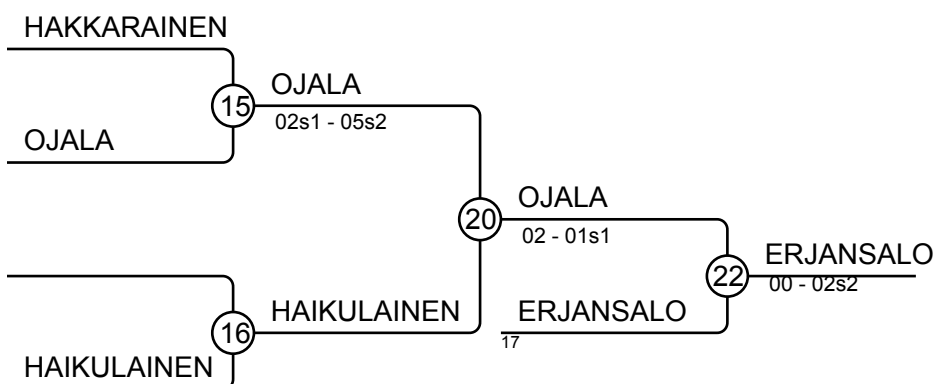 HAKKARAINEN
OJALA
15
02s1 - 05s2
OJALA
OJALA
20
02 - 01s1
ERJANSALO
22
00 - 02s2
HAIKULAINEN
ERJANSALO
16
17
HAIKULAINEN